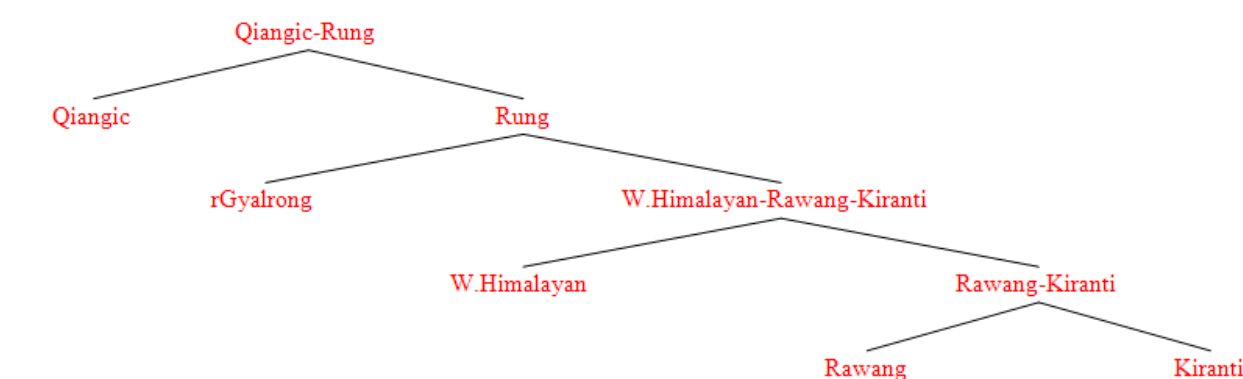 Qiangic-Rung
Qiangic
Rung
rGyalrong
W.Himalayan-Rawang-Kiranti
W.Himalayan
Rawang-Kiranti
Rawang
Kiranti